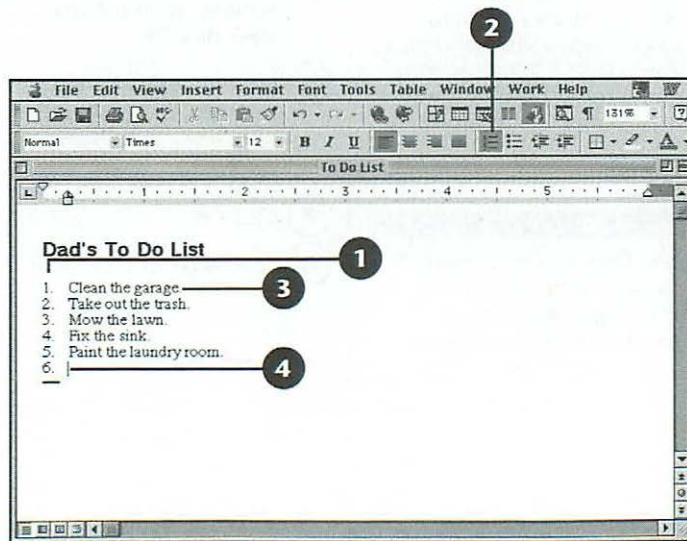 2
File Edit View Insert Format Font Tools Table Window Work Help
ABC ¶ 131% ?
Normal Times 12 B I U A
To Do List
L 1 2 3 4 5
Dad's To Do List
1
1. Clean the garage
3
2. Take out the trash.
3. Mow the lawn.
4. Fix the sink.
5. Paint the laundry room.
6.
4